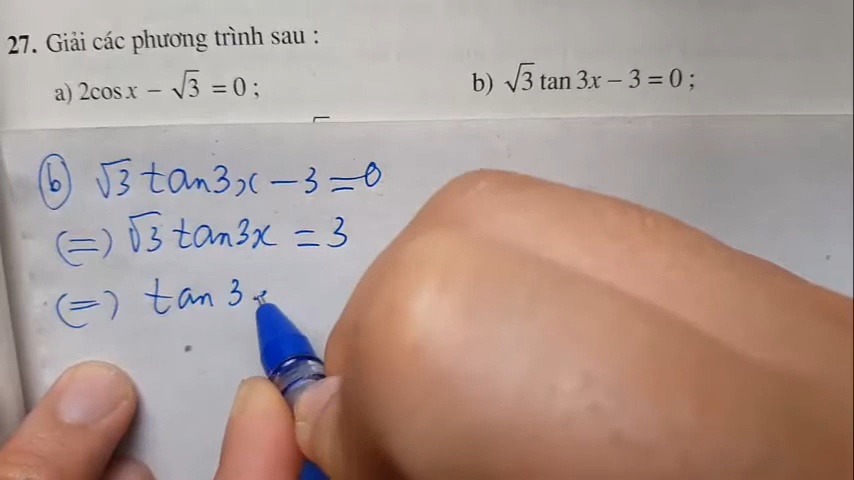 27. Giải các phương trình sau :
a) 2cos x − √3 = 0 ;
b) √3 tan 3x − 3 = 0 ;
b √3 tan3x − 3 = 0
(=) √3 tan3x = 3
(=) tan 3x